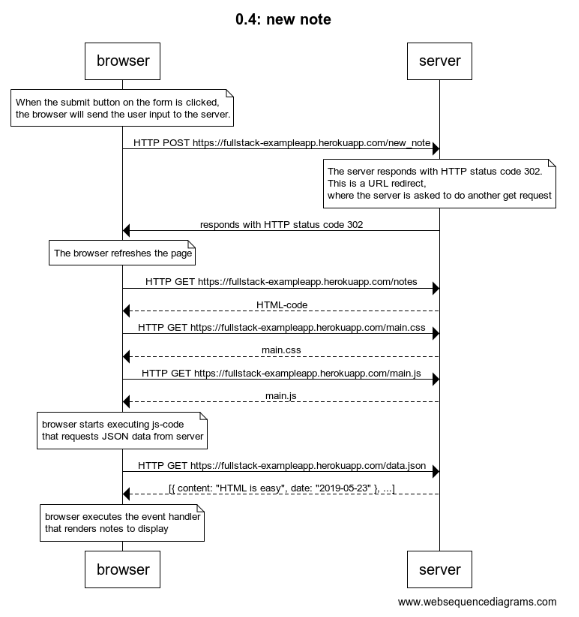 0.4: new note
browser
server
When the submit button on the form is clicked,
the browser will send the user input to the server.
HTTP POST https://fullstack-exampleapp.herokuapp.com/new_note
The server responds with HTTP status code 302.
This is a URL redirect,
where the server is asked to do another get request
responds with HTTP status code 302
The browser refreshes the page
HTTP GET https://fullstack-exampleapp.herokuapp.com/notes
HTML-code
HTTP GET https://fullstack-exampleapp.herokuapp.com/main.css
main.css
HTTP GET https://fullstack-exampleapp.herokuapp.com/main.js
main.js
browser starts executing js-code
that requests JSON data from server
HTTP GET https://fullstack-exampleapp.herokuapp.com/data.json
[{ content: "HTML is easy", date: "2019-05-23" }, ...]
browser executes the event handler
that renders notes to display
browser
server
www.websequencediagrams.com